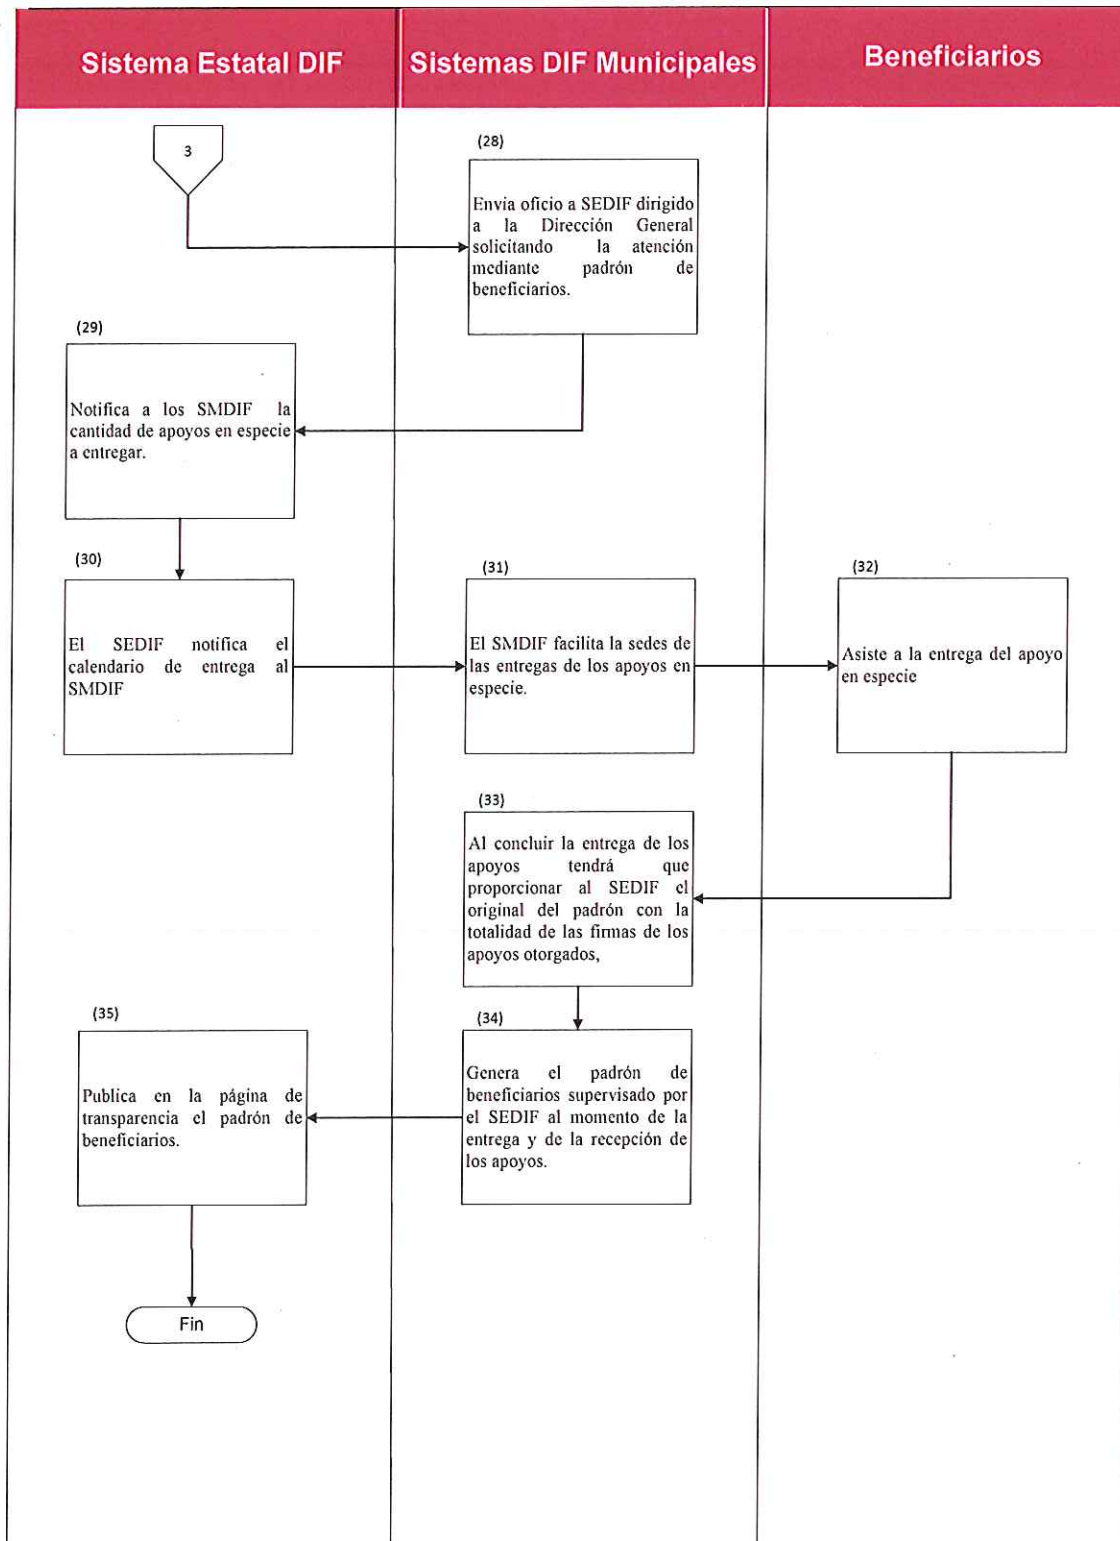 Sistema Estatal DIF
Sistemas DIF Municipales
Beneficiarios
3
(28)
Envía oficio a SEDIF dirigido
a la Dirección General
solicitando la atención
mediante padrón de
beneficiarios.
(29)
Notifica a los SMDIF la
cantidad de apoyos en especie
a entregar.
(30)
El SEDIF notifica el
calendario de entrega al
SMDIF
(31)
El SMDIF facilita la sedes de
las entregas de los apoyos en
especie.
(32)
Asiste a la entrega del apoyo
en especie
(33)
Al concluir la entrega de los
apoyos tendrá que
proporcionar al SEDIF el
original del padrón con la
totalidad de las firmas de los
apoyos otorgados,
(34)
Genera el padrón de
beneficiarios supervisado por
el SEDIF al momento de la
entrega y de la recepción de
los apoyos.
(35)
Publica en la página de
transparencia el padrón de
beneficiarios.
Fin